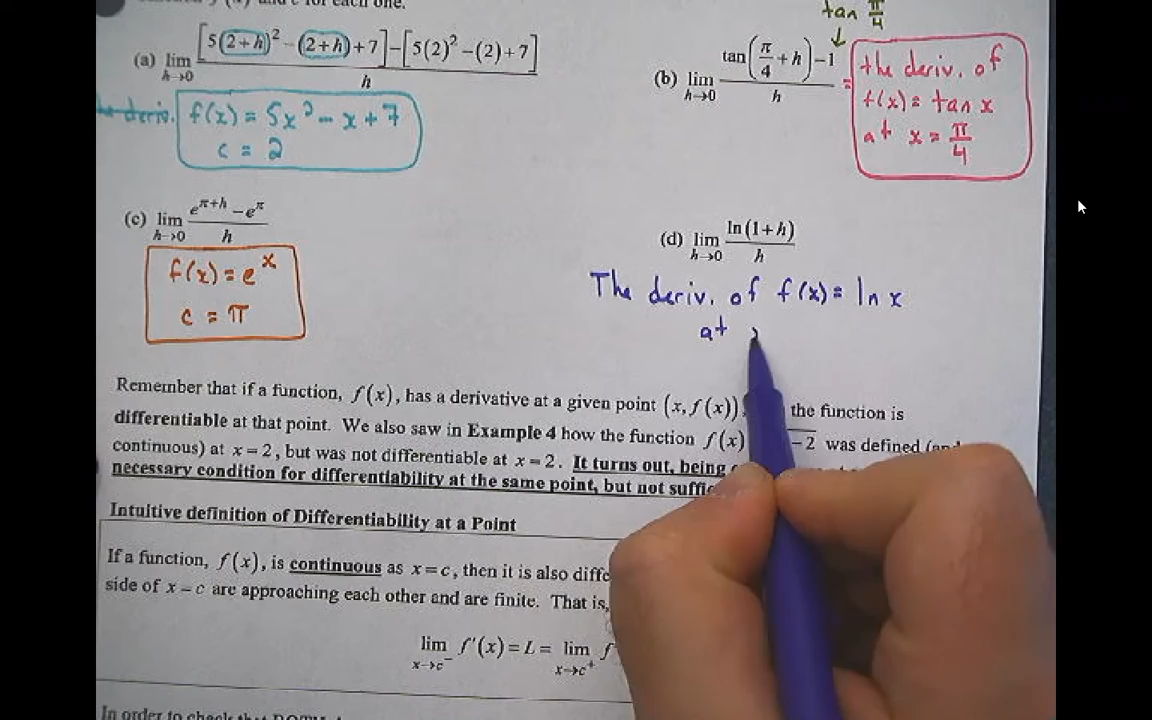 for each one.
(a) lim h→0 [5(2+h)² −(2+h)+7]−[5(2)² −(2)+7] / h
the deriv. f(x) = 5x² − x + 7
c = 2
tan π/4
(b) lim h→0 tan(π/4 + h) −1 / h =
the deriv. of
f(x) = tan x
at x = π/4
(c) lim h→0 e^(π+h) − e^π / h
f(x) = e^x
c = π
(d) lim h→0 ln(1+h) / h
The deriv. of f(x) = ln x
at
Remember that if a function, f(x), has a derivative at a given point (x, f(x)) the function is
differentiable at that point. We also saw in Example 4 how the function f(x) −2 was defined
continuous) at x = 2, but was not differentiable at x = 2. It turns out, being
necessary condition for differentiability at the same point, but not
Intuitive definition of Differentiability at a Point
If a function, f(x), is continuous as x = c, then it is also
side of x − c are approaching each other and are finite. That is,
lim x→c⁻ f′(x) = L = lim x→c⁺ f
In order to check that